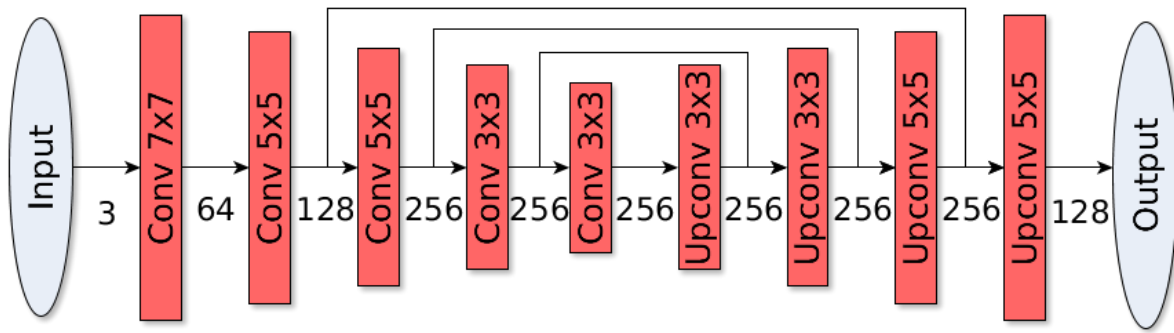 Input
3
Conv 7x7
64
Conv 5x5
128
Conv 5x5
256
Conv 3x3
256
Conv 3x3
256
Upconv 3x3
256
Upconv 3x3
256
Upconv 5x5
256
Upconv 5x5
128
Output